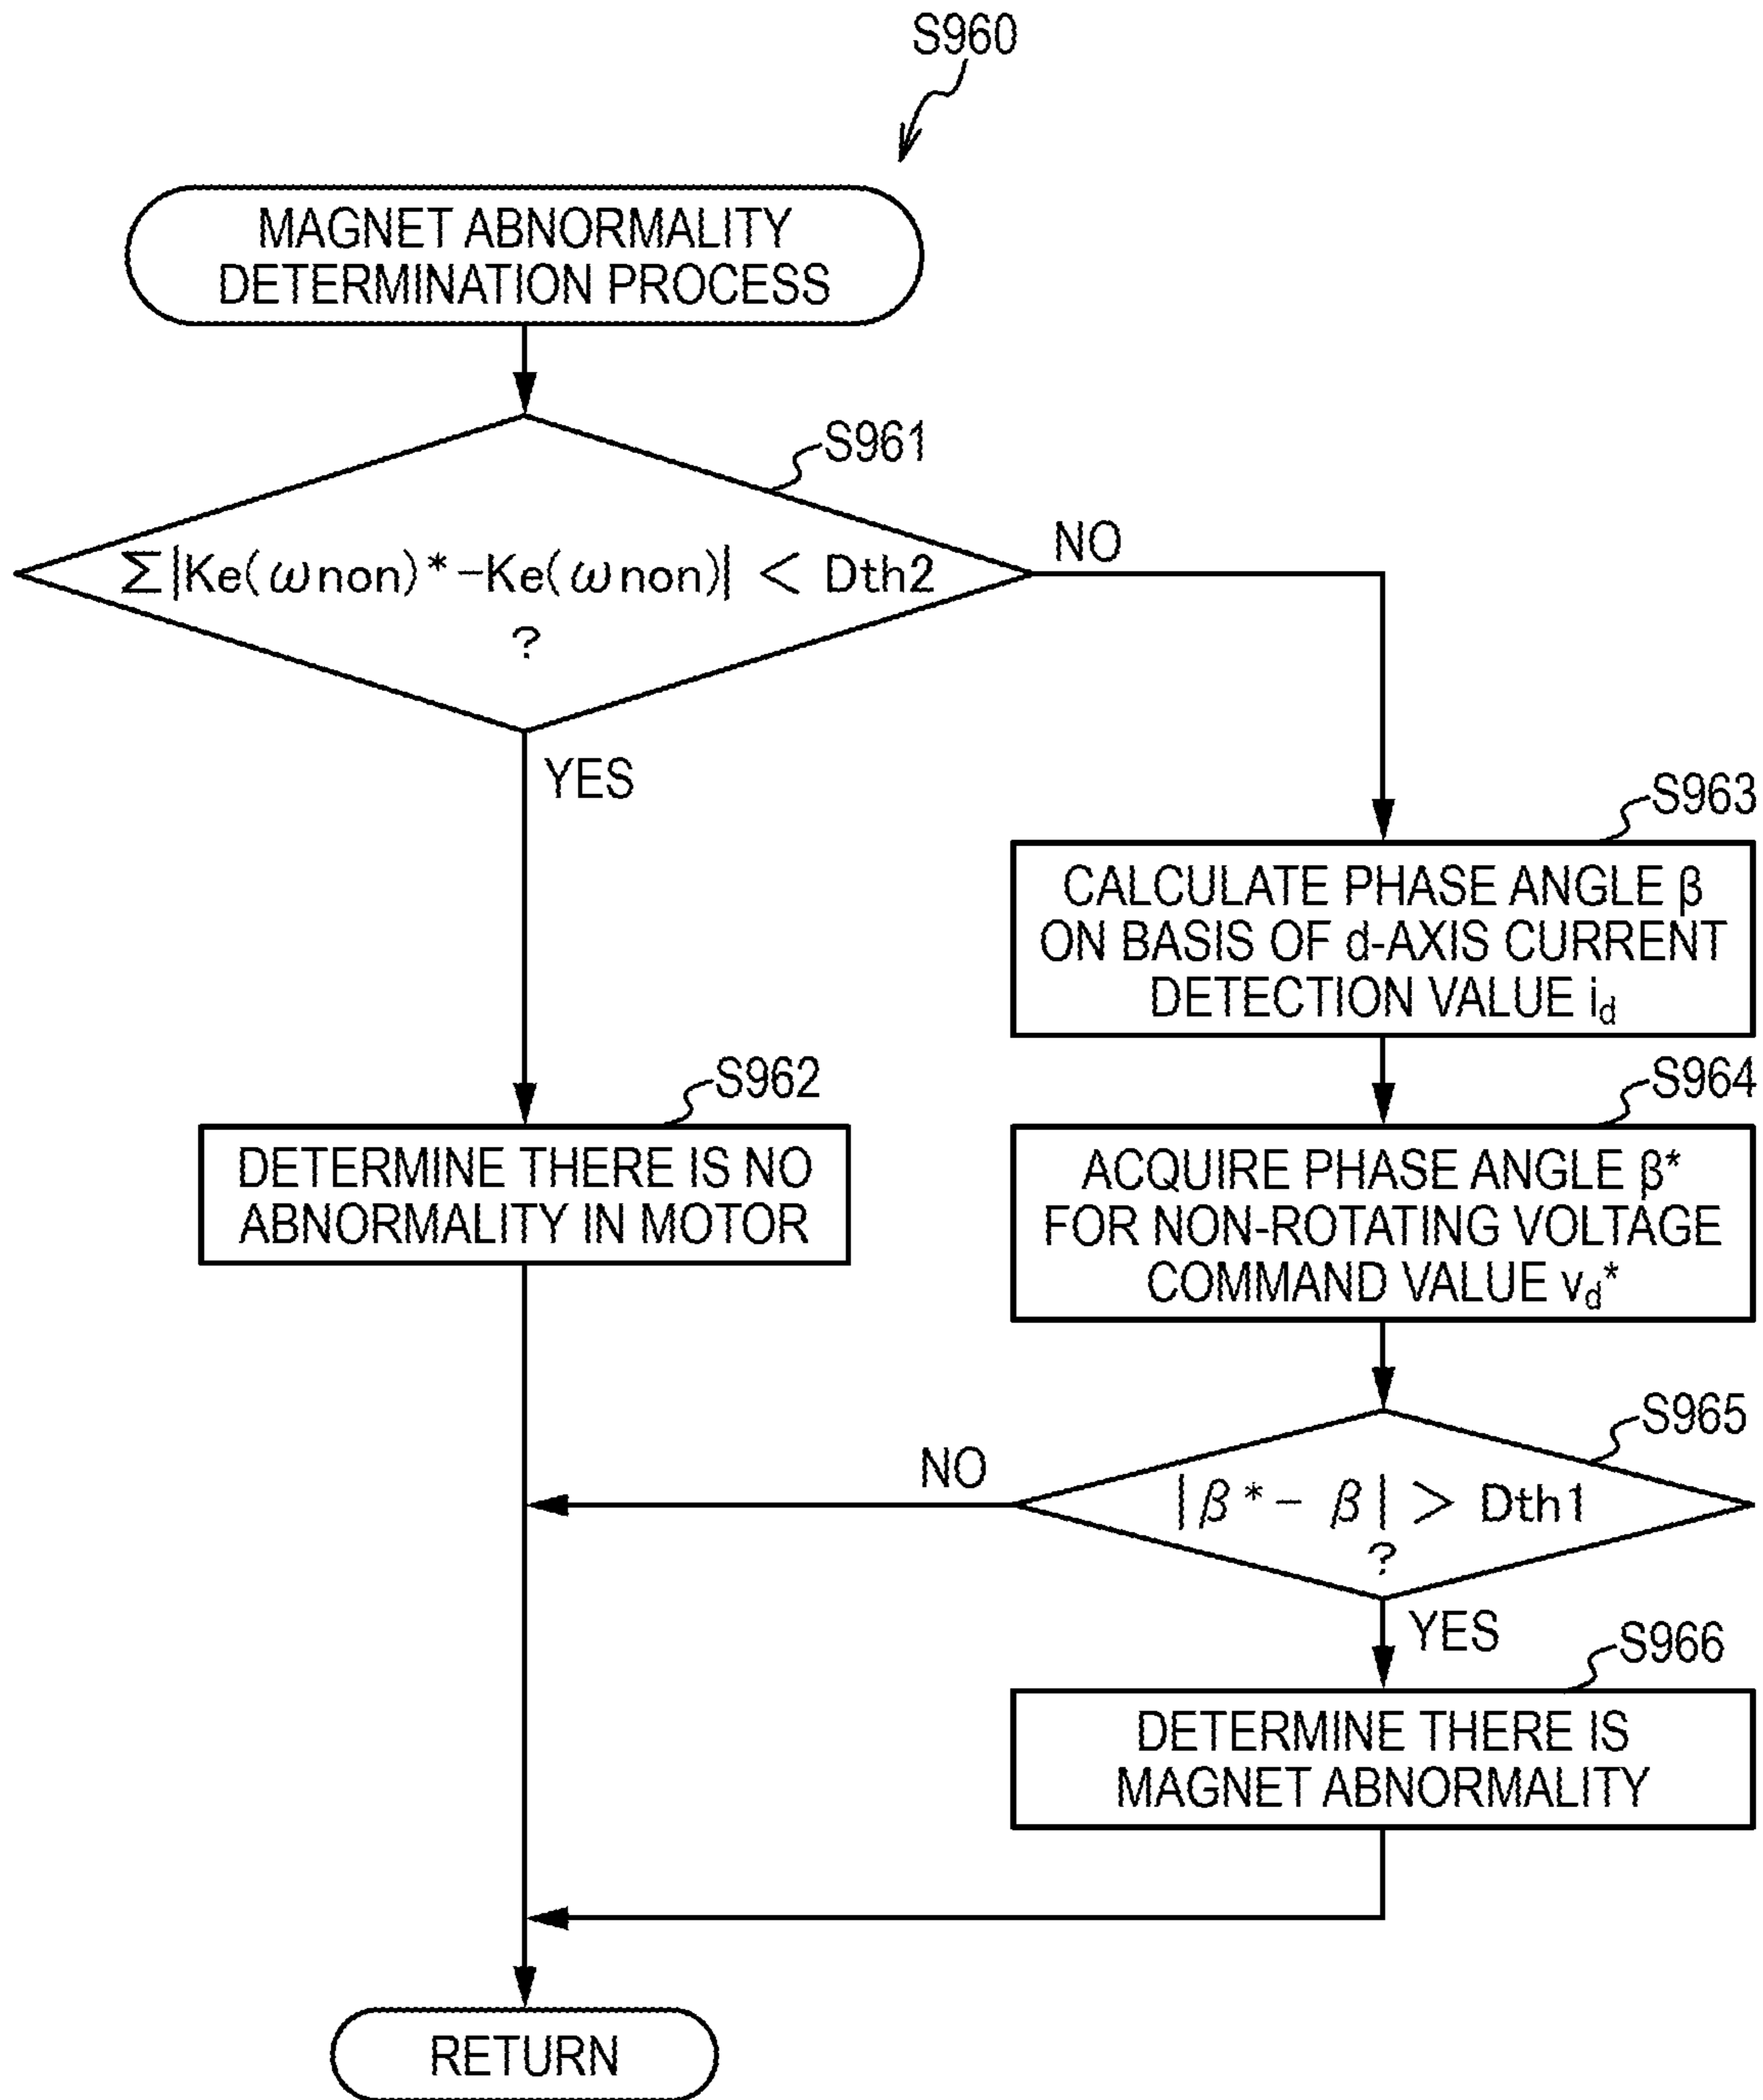 S960
MAGNET ABNORMALITY
DETERMINATION PROCESS
S961
Σ|Ke(ωnon)*-Ke(ωnon)| < Dth2
?
NO
YES
S963
CALCULATE PHASE ANGLE β
ON BASIS OF d-AXIS CURRENT
DETECTION VALUE i_d
S962
DETERMINE THERE IS NO
ABNORMALITY IN MOTOR
S964
ACQUIRE PHASE ANGLE β*
FOR NON-ROTATING VOLTAGE
COMMAND VALUE v_d*
S965
NO
|β*- β| > Dth1
?
YES
S966
DETERMINE THERE IS
MAGNET ABNORMALITY
RETURN